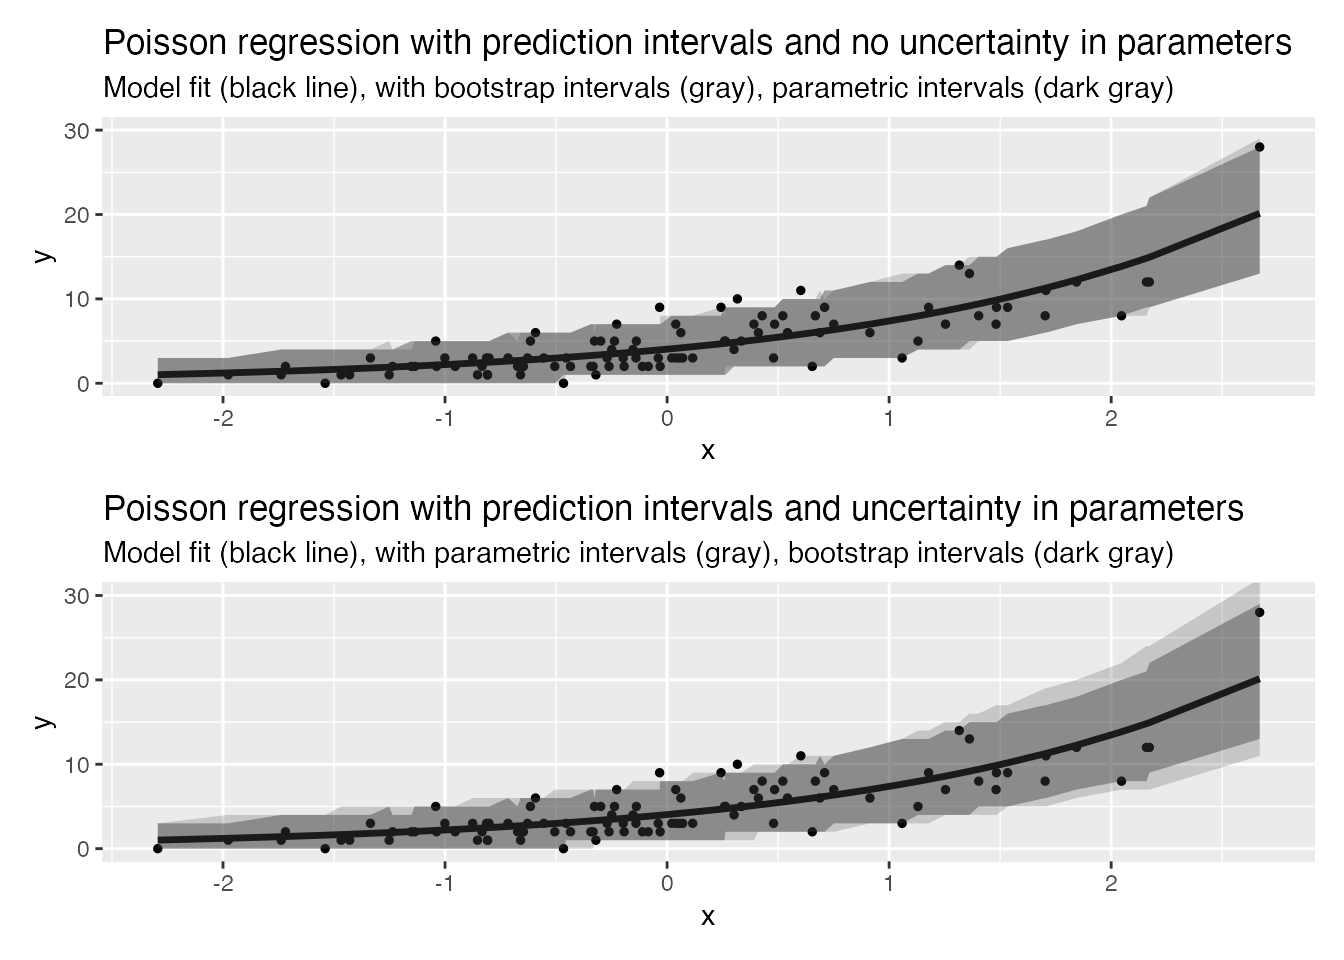 Poisson regression with prediction intervals and no uncertainty in parameters
Model fit (black line), with bootstrap intervals (gray), parametric intervals (dark gray)
30
20
10
0
y
-2 -1 0 1 2
x
Poisson regression with prediction intervals and uncertainty in parameters
Model fit (black line), with parametric intervals (gray), bootstrap intervals (dark gray)
30
20
10
0
y
-2 -1 0 1 2
x